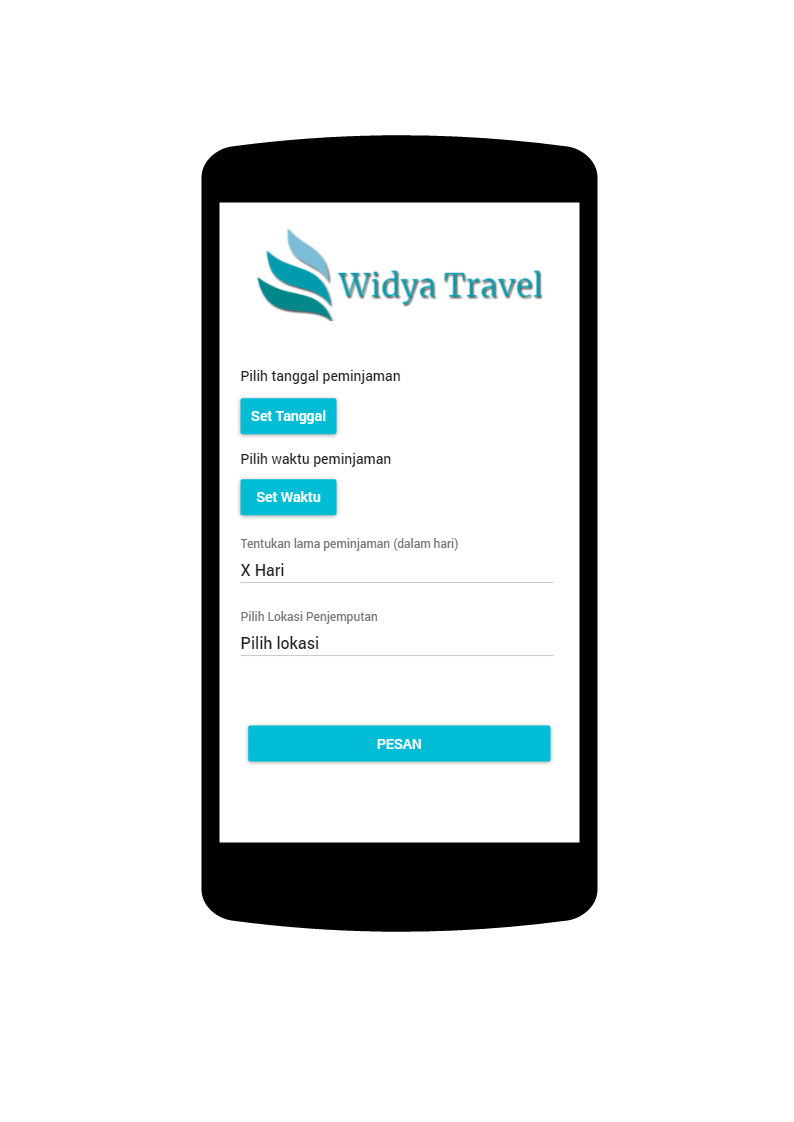 Widya Travel
Pilih tanggal peminjaman
Set Tanggal
Pilih waktu peminjaman
Set Waktu
Tentukan lama peminjaman (dalam hari)
X Hari
Pilih Lokasi Penjemputan
Pilih lokasi
PESAN